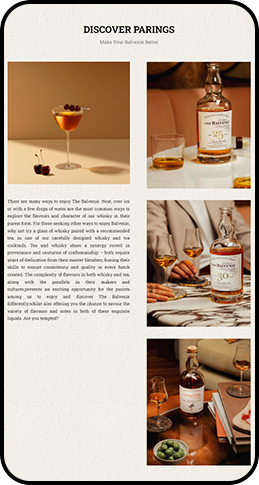 DISCOVER PARINGS
Make Your Balvenie Better
There are many ways to enjoy The Balvenie. Neat, over ice
or with a few drops of water are the most common ways to
explore the flavours and character of our whisky in their
purest form. For those seeking other ways to enjoy Balvenie,
why not try a glass of whisky paired with a recommended
tea, in one of our carefully designed whisky and tea
cocktails. Tea and whisky share a synergy rooted in
provenance and centuries of craftsmanship – both require
years of dedication from their master blenders, honing their
skills to ensure consistency and quality in every batch
created. The complexity of flavours in both whisky and tea,
along with the parallels in their makers and
cultures,presents an exciting opportunity for the purists
among us to enjoy and discover The Balvenie
differently,whilst also offering you the chance to savour the
variety of flavours and notes in both of these exquisite
liquids. Are you tempted?
THE BALVENIE
25
THE BALVENIE